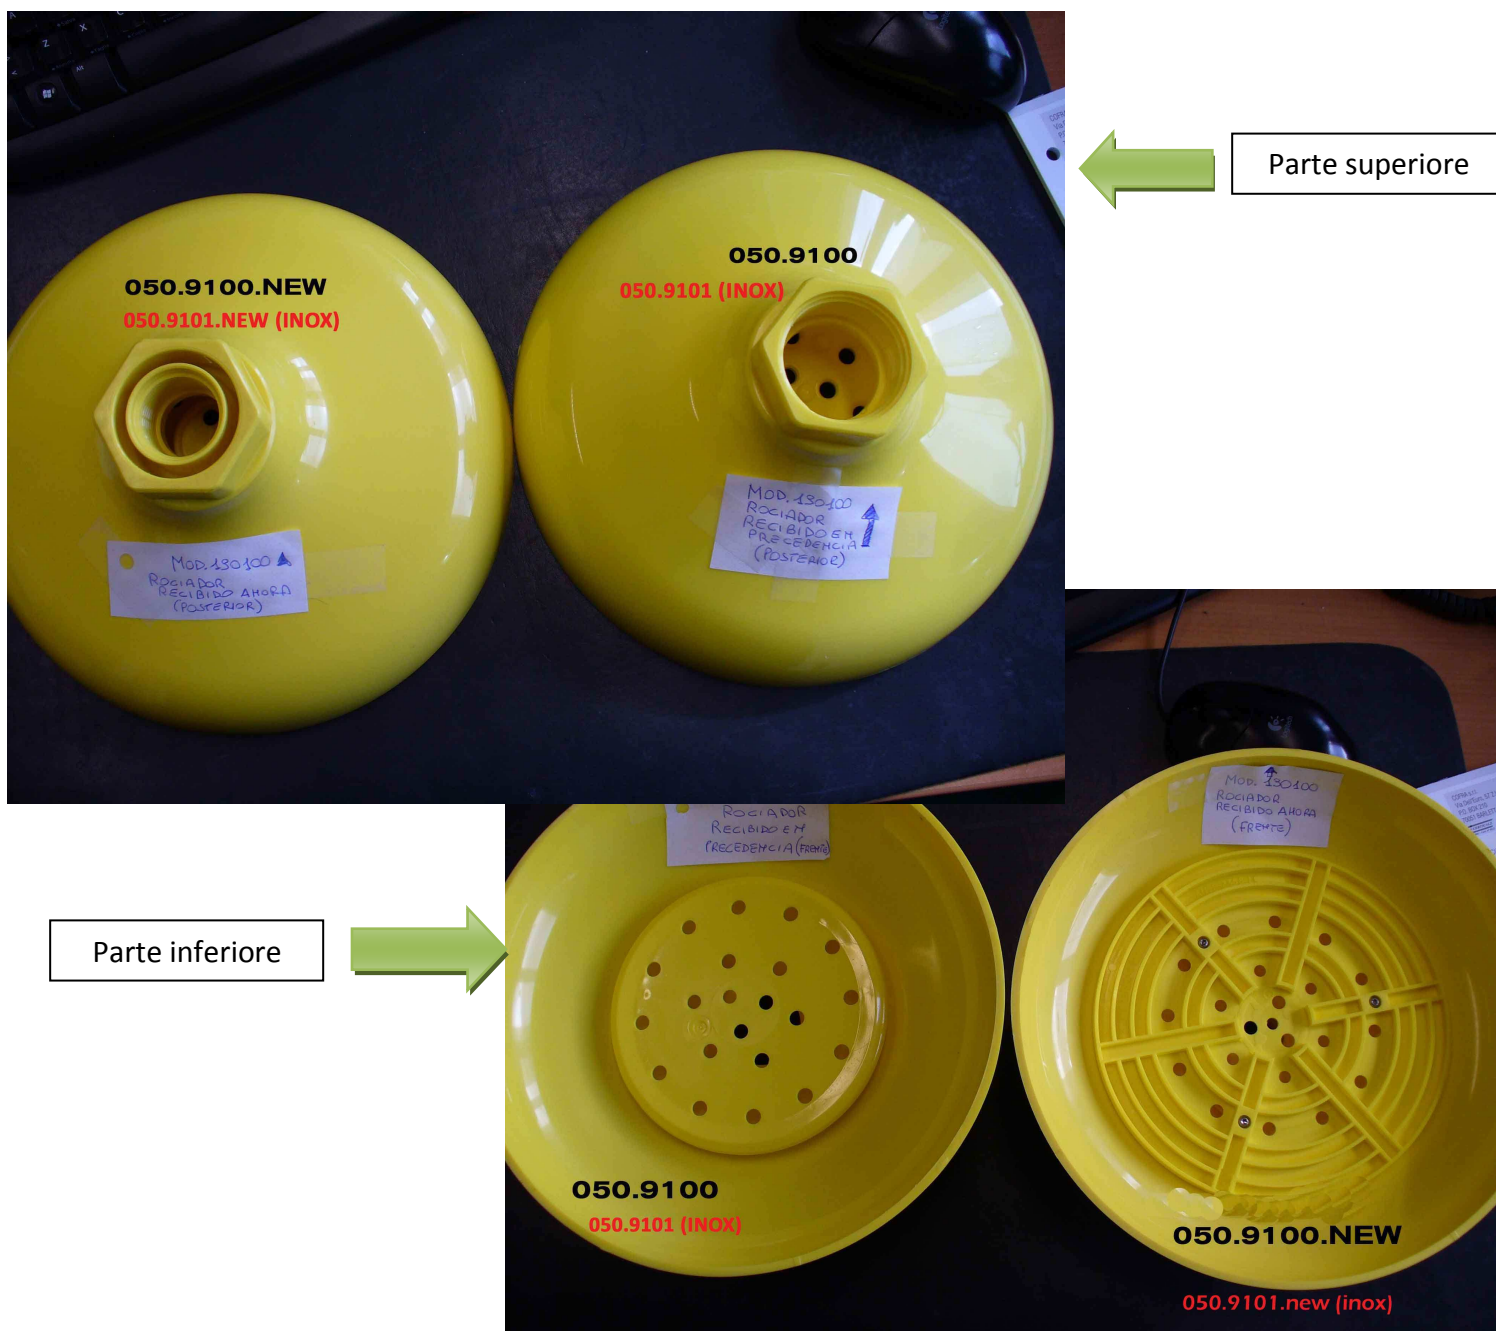 Parte superiore
050.9100.NEW
050.9101.NEW (INOX)
050.9100
050.9101 (INOX)
MOD. 130100
ROCIADOR
RECIBIDO AHORA
(POSTERIOR)
MOD. 130100
ROCIADOR
RECIBIDO EN
PRECEDENCIA
(POSTERIOR)
Parte inferiore
ROCIADOR
RECIBIDO EN
PRECEDENCIA (FRENTE)
050.9100
050.9101 (INOX)
MOD. 130100
ROCIADOR
RECIBIDO AHORA
(FRENTE)
050.9100.NEW
050.9101.new (inox)